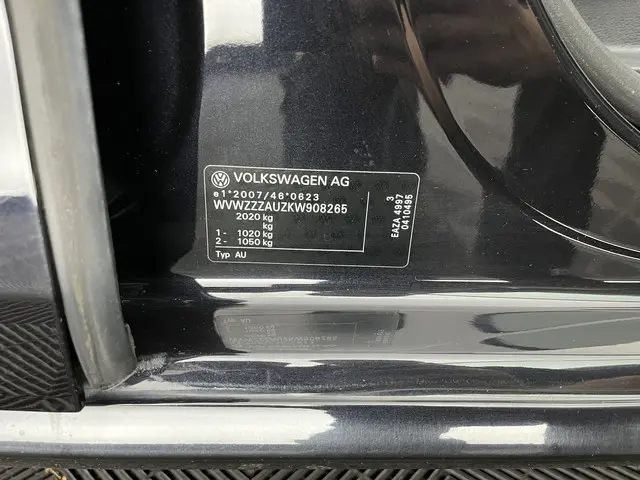 VOLKSWAGEN AG
e1*2007/46*0623
WVWZZZAUZKW908265
2020 kg
kg
1- 1020 kg
2- 1050 kg
Typ AU
3
EAZA 4997
0410495